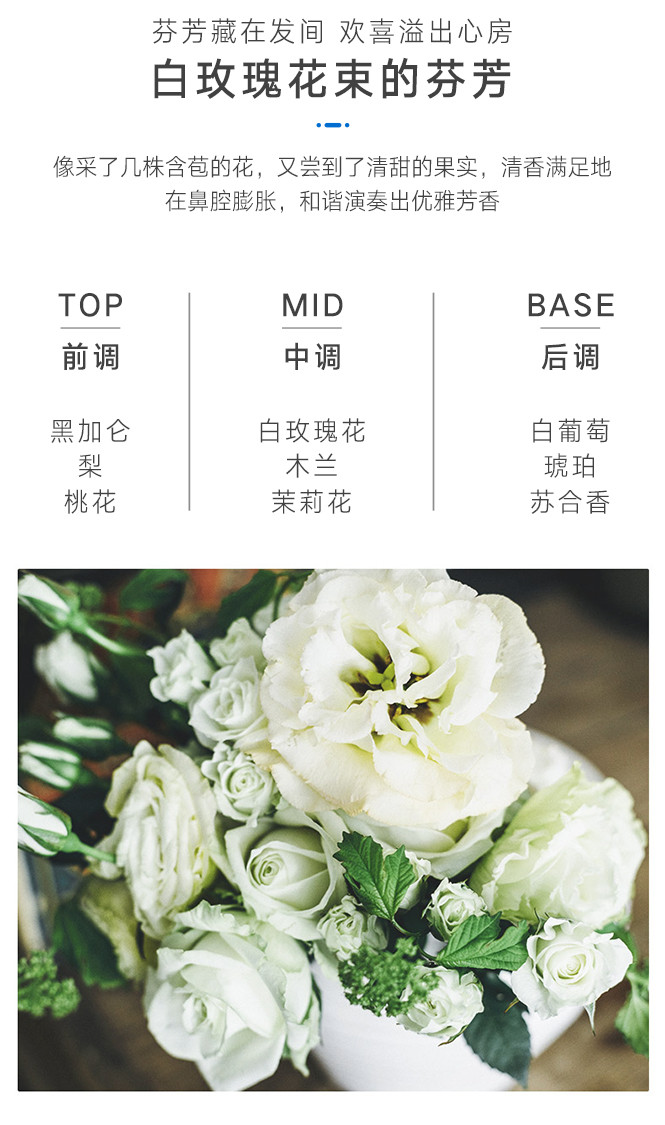 芬芳藏在发间 欢喜溢出心房
白玫瑰花束的芬芳
像采了几株含苞的花，又尝到了清甜的果实，清香满足地
在鼻腔膨胀，和谐演奏出优雅芳香
TOP
前调
黑加仑
梨
桃花
MID
中调
白玫瑰花
木兰
茉莉花
BASE
后调
白葡萄
琥珀
苏合香